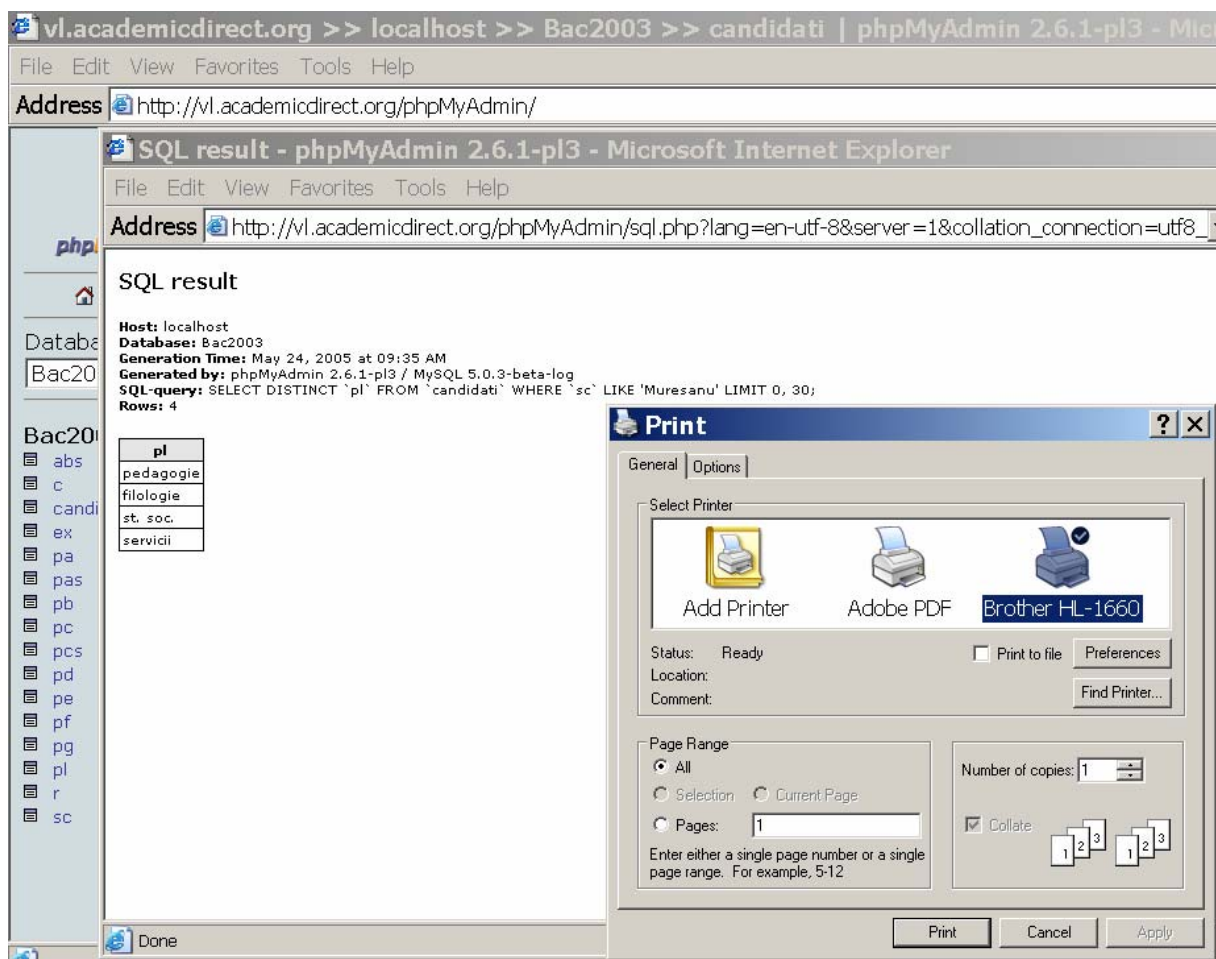 vl.academicdirect.org >> localhost >> Bac2003 >> candidati | phpMyAdmin 2.6.1-pl3 - Mic
File Edit View Favorites Tools Help
Address http://vl.academicdirect.org/phpMyAdmin/
SQL result - phpMyAdmin 2.6.1-pl3 - Microsoft Internet Explorer
File Edit View Favorites Tools Help
Address http://vl.academicdirect.org/phpMyAdmin/sql.php?lang=en-utf-8&server=1&collation_connection=utf8_
php
Databa
Bac20
Bac20
abs
c
candi
ex
pa
pas
pb
pc
pcs
pd
pe
pf
pg
pl
r
sc
SQL result
Host: localhost
Database: Bac2003
Generation Time: May 24, 2005 at 09:35 AM
Generated by: phpMyAdmin 2.6.1-pl3 / MySQL 5.0.3-beta-log
SQL-query: SELECT DISTINCT `pl` FROM `candidati` WHERE `sc` LIKE 'Muresanu' LIMIT 0, 30;
Rows: 4
pl
pedagogie
filologie
st. soc.
servicii
Print
General Options
Select Printer
Add Printer Adobe PDF Brother HL-1660
Status: Ready
Print to file Preferences
Location:
Comment:
Find Printer...
Page Range
All
Selection Current Page
Pages: 1
Enter either a single page number or a single
page range. For example, 5-12
Number of copies: 1
Collate
1 2 3 1 2 3
Print Cancel Apply
Done